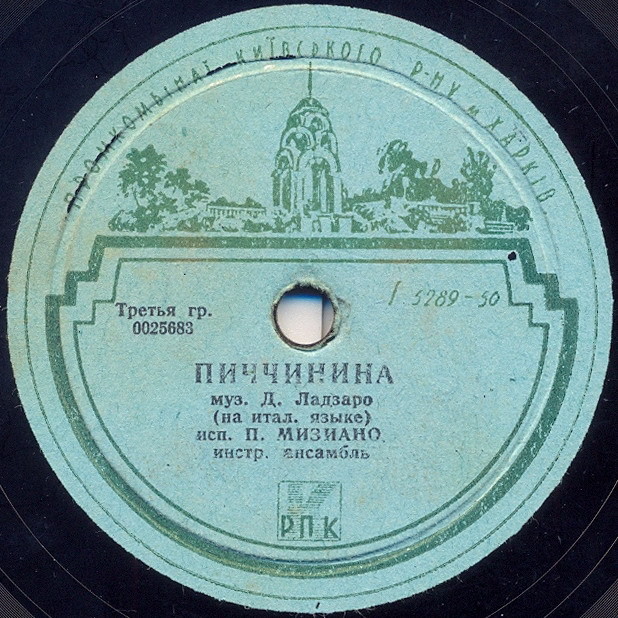 ПРОМКОМБІНАТ КИЇВСЬКОГО Р-НУ м. ХАРКІВ
Третья гр.
0025683
5289-50
ПИЧЧИНИНА
муз. Д. Ладзаро
(на итал. языке)
исп. П. МИЗИАНО
инстр. ансамбль
РПК